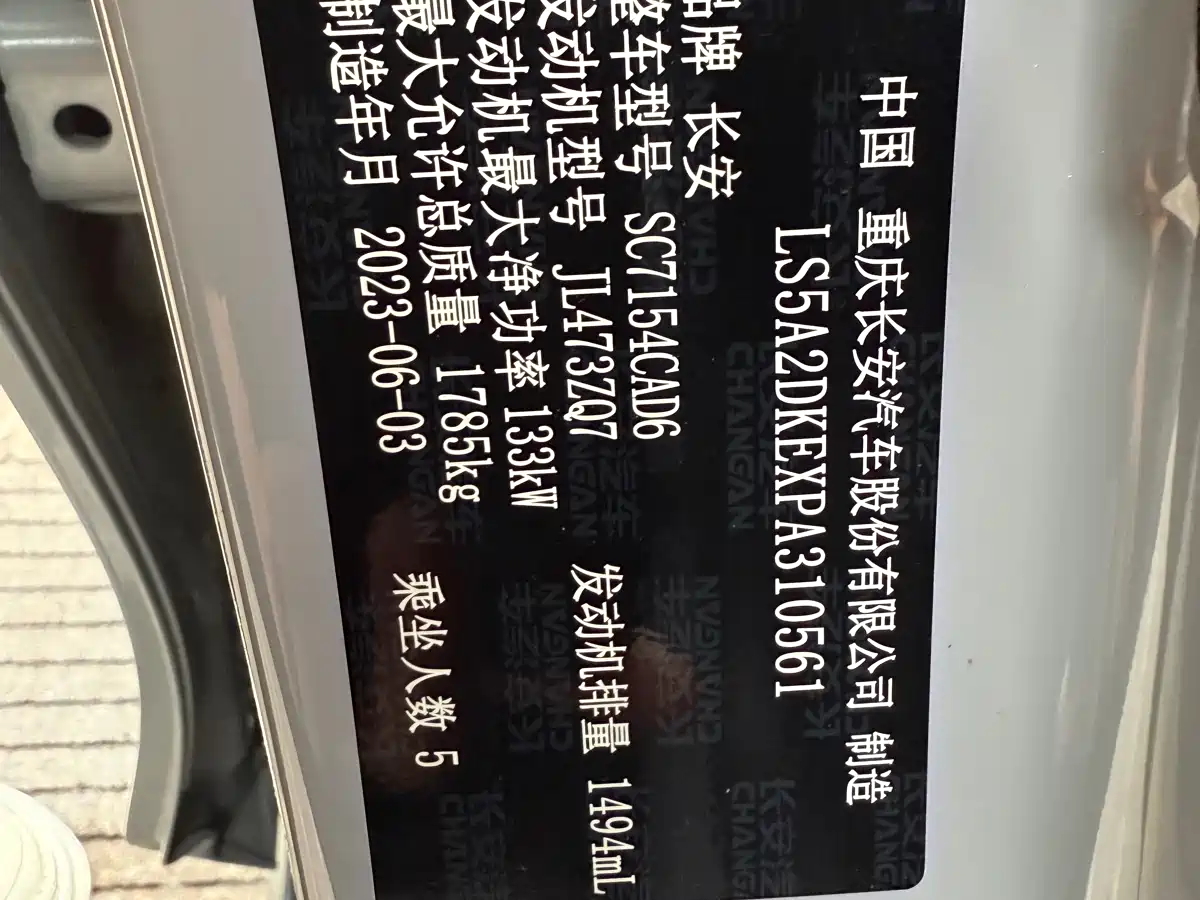 中国 重庆长安汽车股份有限公司 制造
LS5A2DKEXPA310561
品牌 长安
整车型号 SC7154CAD6
发动机型号 JL473ZQ7 发动机排量 1494mL
发动机最大净功率 133kW
最大允许总质量 1785kg
制造年月 2023-06-03 乘坐人数 5